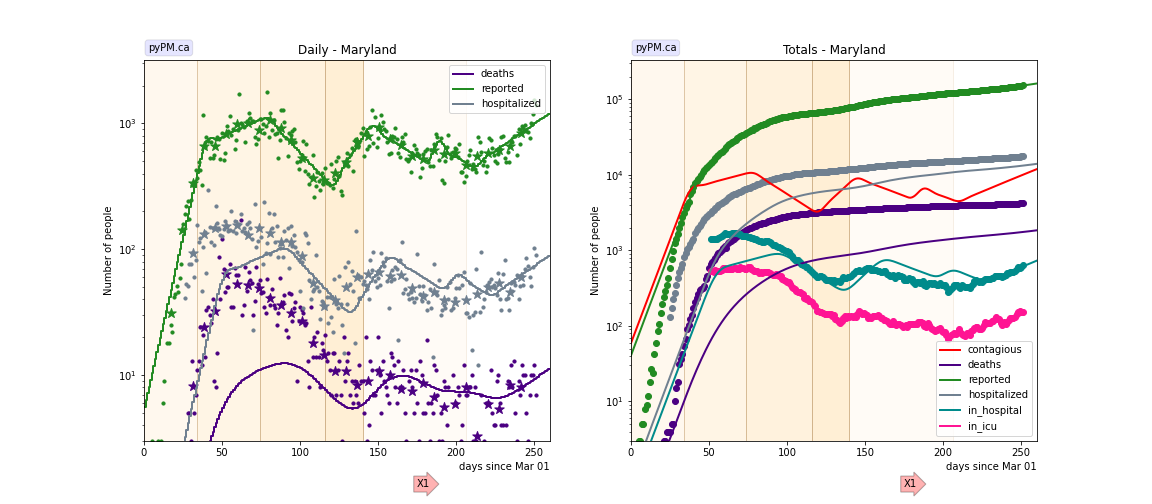 pyPM.ca
Daily - Maryland
deaths
reported
hospitalized
Number of people
10³
10²
10¹
0 50 100 150 200 250
days since Mar 01
X1
pyPM.ca
Totals - Maryland
Number of people
10⁵
10⁴
10³
10²
10¹
contagious
deaths
reported
hospitalized
in_hospital
in_icu
0 50 100 150 200 250
days since Mar 01
X1